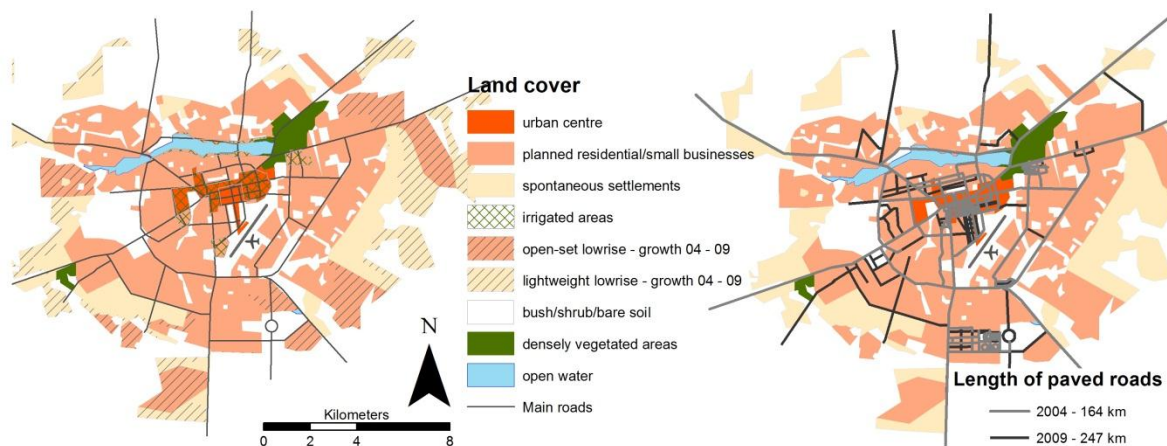 Land cover
urban centre
planned residential/small businesses
spontaneous settlements
irrigated areas
open-set lowrise - growth 04 - 09
lightweight lowrise - growth 04 - 09
bush/shrub/bare soil
densely vegetated areas
open water
Main roads
N
Kilometers
0 2 4 8
Length of paved roads
2004 - 164 km
2009 - 247 km